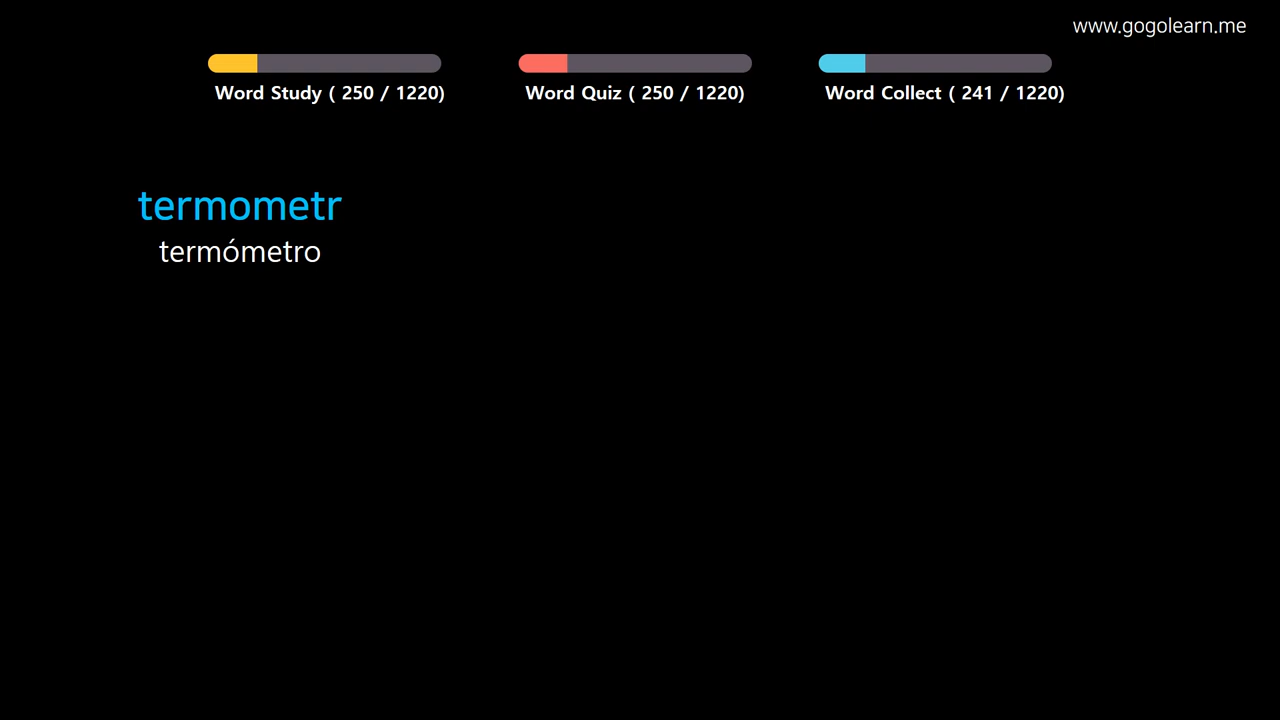 www.gogolearn.me
Word Study ( 250 / 1220)
Word Quiz ( 250 / 1220)
Word Collect ( 241 / 1220)
termometr
termómetro